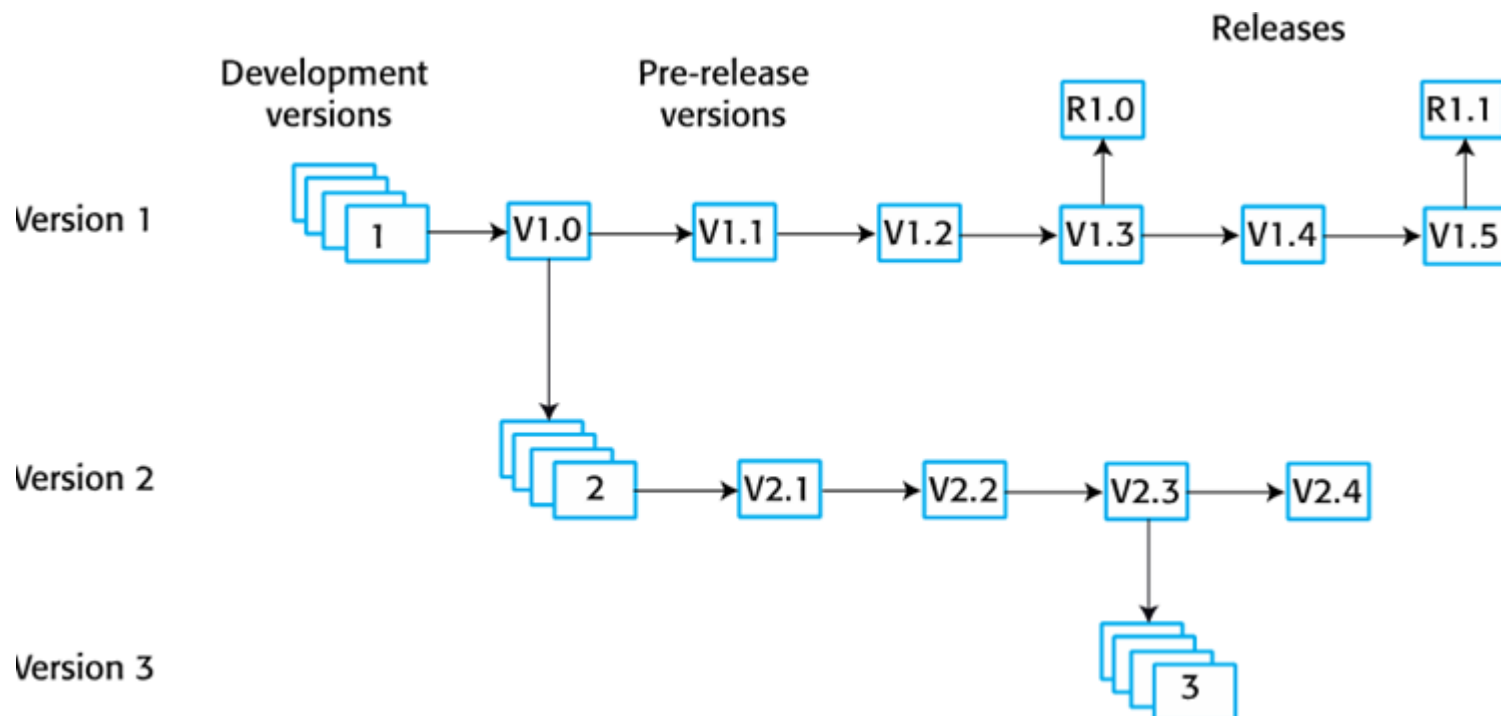 Releases
Development
versions
Pre-release
versions
R1.0
R1.1
Version 1
1
V1.0
V1.1
V1.2
V1.3
V1.4
V1.5
Version 2
2
V2.1
V2.2
V2.3
V2.4
Version 3
3